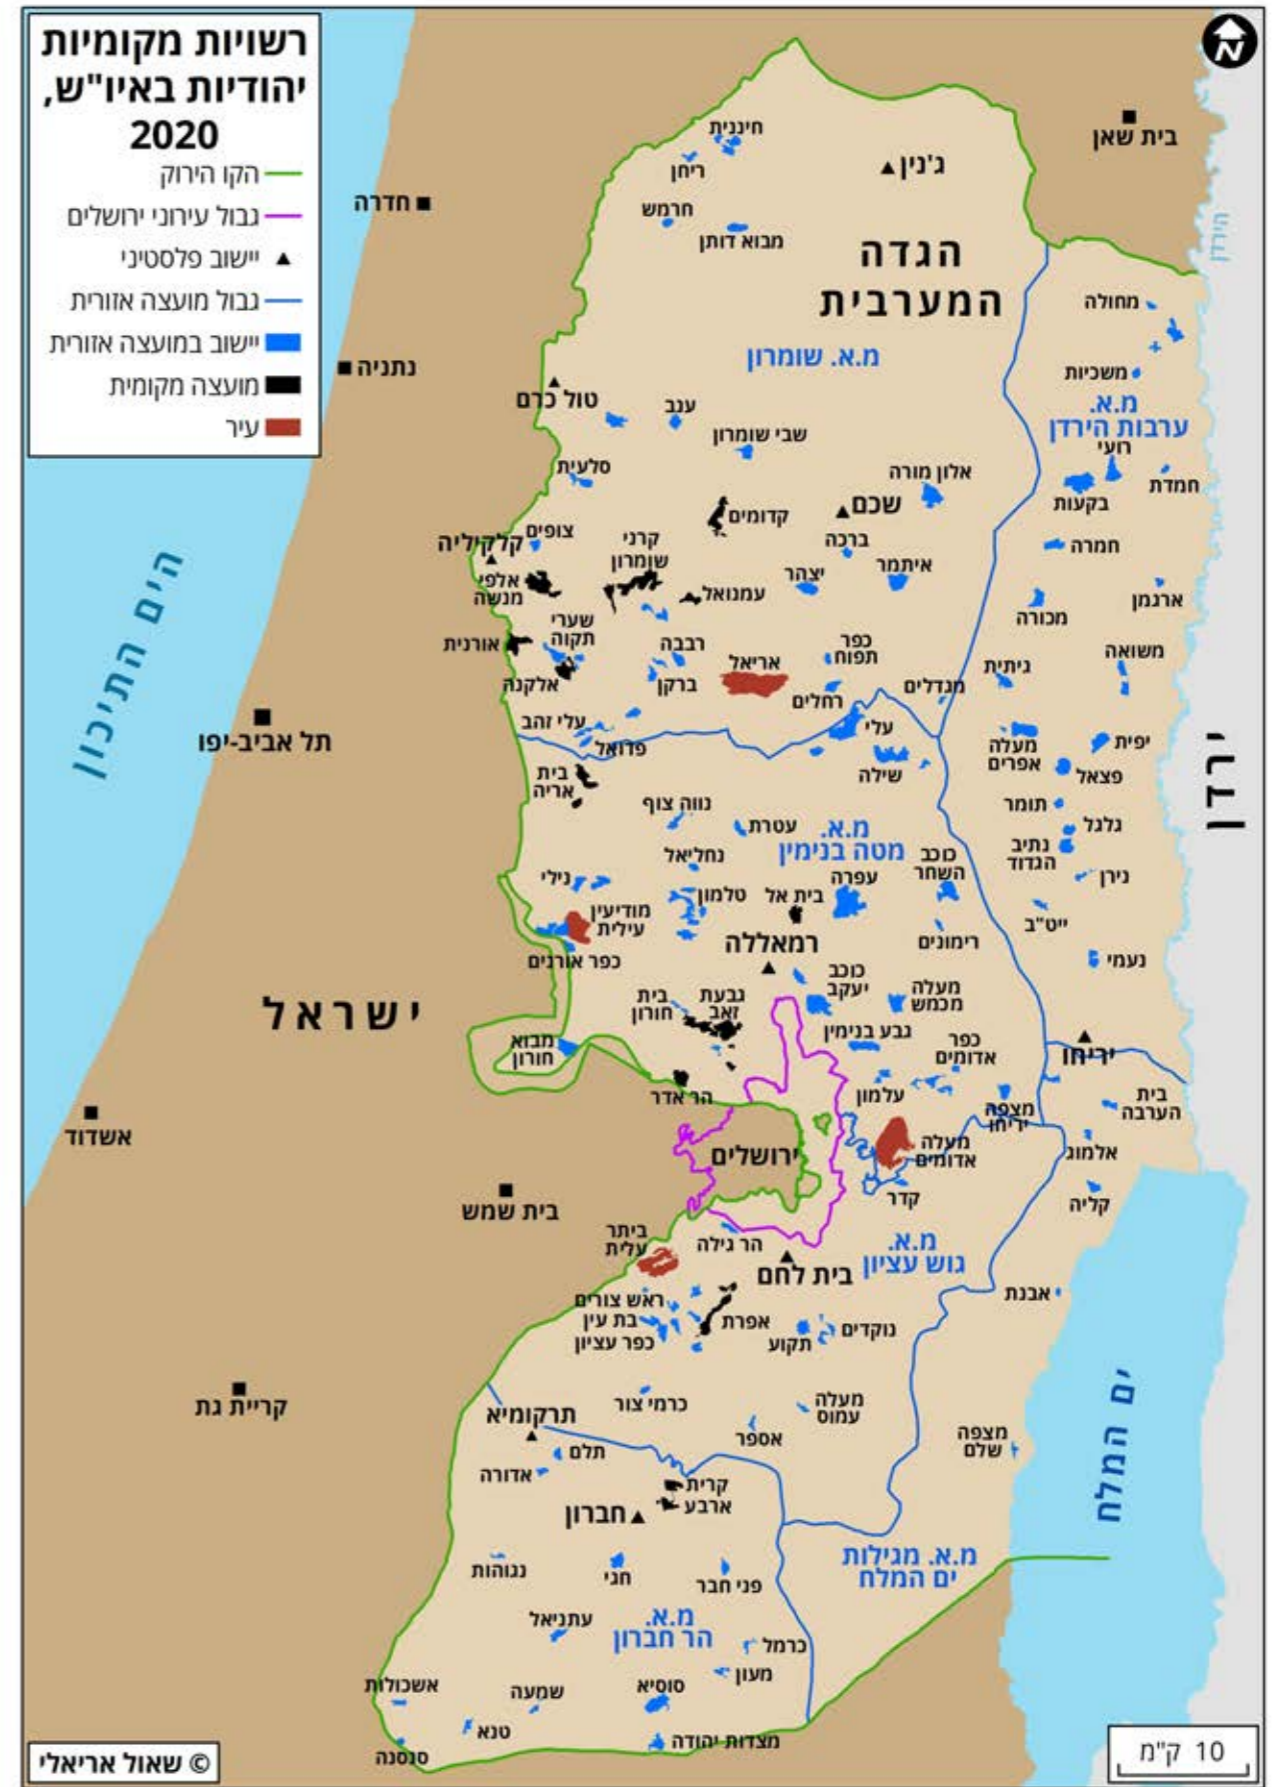 רשויות מקומיות
יהודיות באיו"ש,
2020
הקו הירוק
גבול עירוני ירושלים
יישוב פלסטיני
גבול מועצה אזורית
יישוב במועצה אזורית
מועצה מקומית
עיר
N
בית שאן
חיננית
ריחן
ג'נין
חדרה
חרמש
מבוא דותן
הירדן
הגדה
המערבית
מחולה
מ.א. שומרון
נתניה
משכיות
טול כרם
ענב
מ.א.
ערבות הירדן
שבי שומרון
רועי
סלעית
אלון מורה
חמדת
בקעות
קדומים
שכם
צופים
קלקיליה
קרני
שומרון
ברכה
חמרה
אלפי
מנשה
עמנואל
יצהר
איתמר
ארגמן
מכורה
שערי
תקוה
אורנית
רבבה
כפר
תפוח
משואה
אריאל
ברקן
אלקנה
גיתית
מגדלים
רחלים
הים התיכון
עלי זהב
פדואל
עלי
תל אביב-יפו
מעלה
אפרים
יפית
שילה
פצאל
בית
אריה
ירדן
נווה צוף
תומר
עטרת
מ.א.
מטה בנימין
גלגל
נתיב
הגדוד
נחליאל
כוכב
השחר
נילי
עפרה
נירן
טלמון
בית אל
מודיעין
עילית
ייט"ב
רימונים
רמאללה
כפר אורנים
נעמי
כוכב
יעקב
מעלה
מכמש
בית
חורון
גבעת
זאב
ישראל
גבע בנימין
כפר
אדומים
מבוא
חורון
יריחו
הר אדר
עלמון
מצפה
יריחו
בית
הערבה
אשדוד
ירושלים
מעלה
אדומים
אלמוג
קדר
קליה
בית שמש
ביתר
עלית
הר גילה
מ.א.
גוש עציון
בית לחם
אבנת
ראש צורים
בת עין
כפר עציון
אפרת
תקוע
נוקדים
קריית גת
כרמי צור
מעלה
עמוס
תרקומיא
אספר
מצפה
שלם
ים המלח
תלם
אדורה
קרית
ארבע
חברון
מ.א. מגילות
ים המלח
נגוהות
חגי
פני חבר
עתניאל
מ.א.
הר חברון
כרמל
מעון
אשכולות
שמעה
סוסיא
טנא
מצדות יהודה
סנסנה
© שאול אריאלי
10 ק"מ